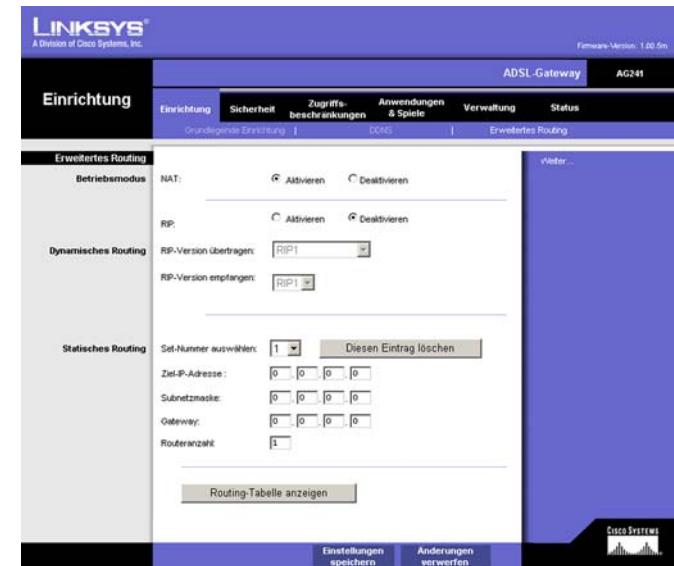 LINKSYS®
A Division of Cisco Systems, Inc.
Firmware-Version: 1.00.5m
ADSL-Gateway AG241
Einrichtung
Einrichtung Sicherheit Zugriffs-beschränkungen Anwendungen & Spiele Verwaltung Status
Grundlegende Einrichtung | DDNS | Erweitertes Routing
Erweitertes Routing
Weiter...
Betriebsmodus NAT: Aktivieren Deaktivieren
RIP: Aktivieren Deaktivieren
Dynamisches Routing RIP-Version übertragen: RIP1
RIP-Version empfangen: RIP1
Statisches Routing Set-Nummer auswählen: 1 Diesen Eintrag löschen
Ziel-IP-Adresse : 0 . 0 . 0 . 0
Subnetzmaske: 0 . 0 . 0 . 0
Gateway: 0 . 0 . 0 . 0
Routeranzahl: 1
Routing-Tabelle anzeigen
Einstellungen speichern Änderungen verwerfen
CISCO SYSTEMS